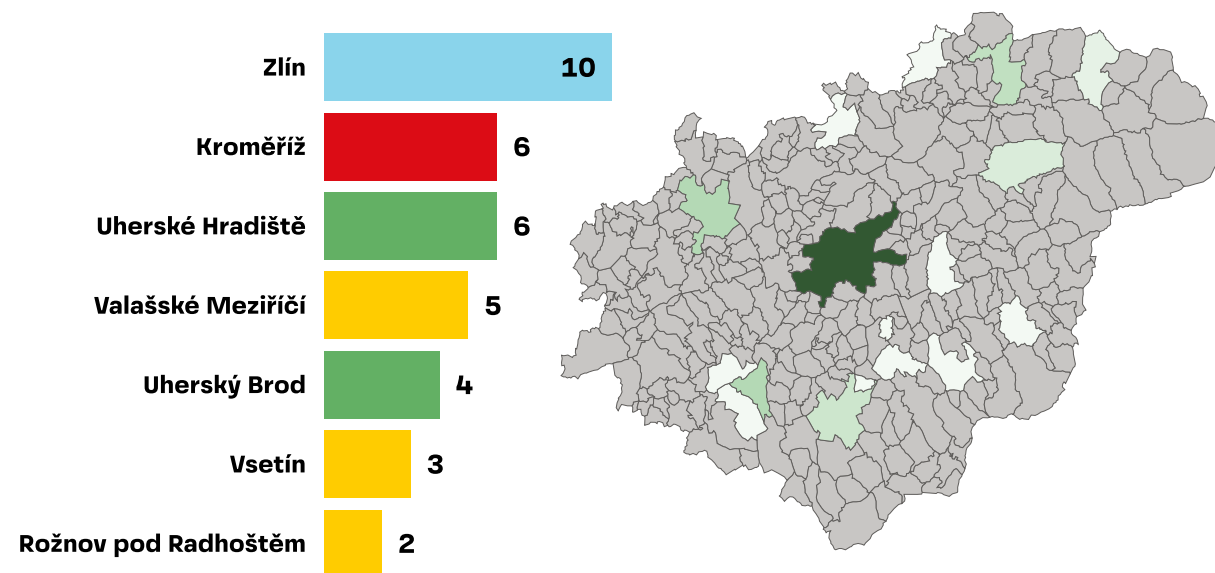 Zlín 10
Kroměříž 6
Uherské Hradiště 6
Valašské Meziříčí 5
Uherský Brod 4
Vsetín 3
Rožnov pod Radhoštěm 2